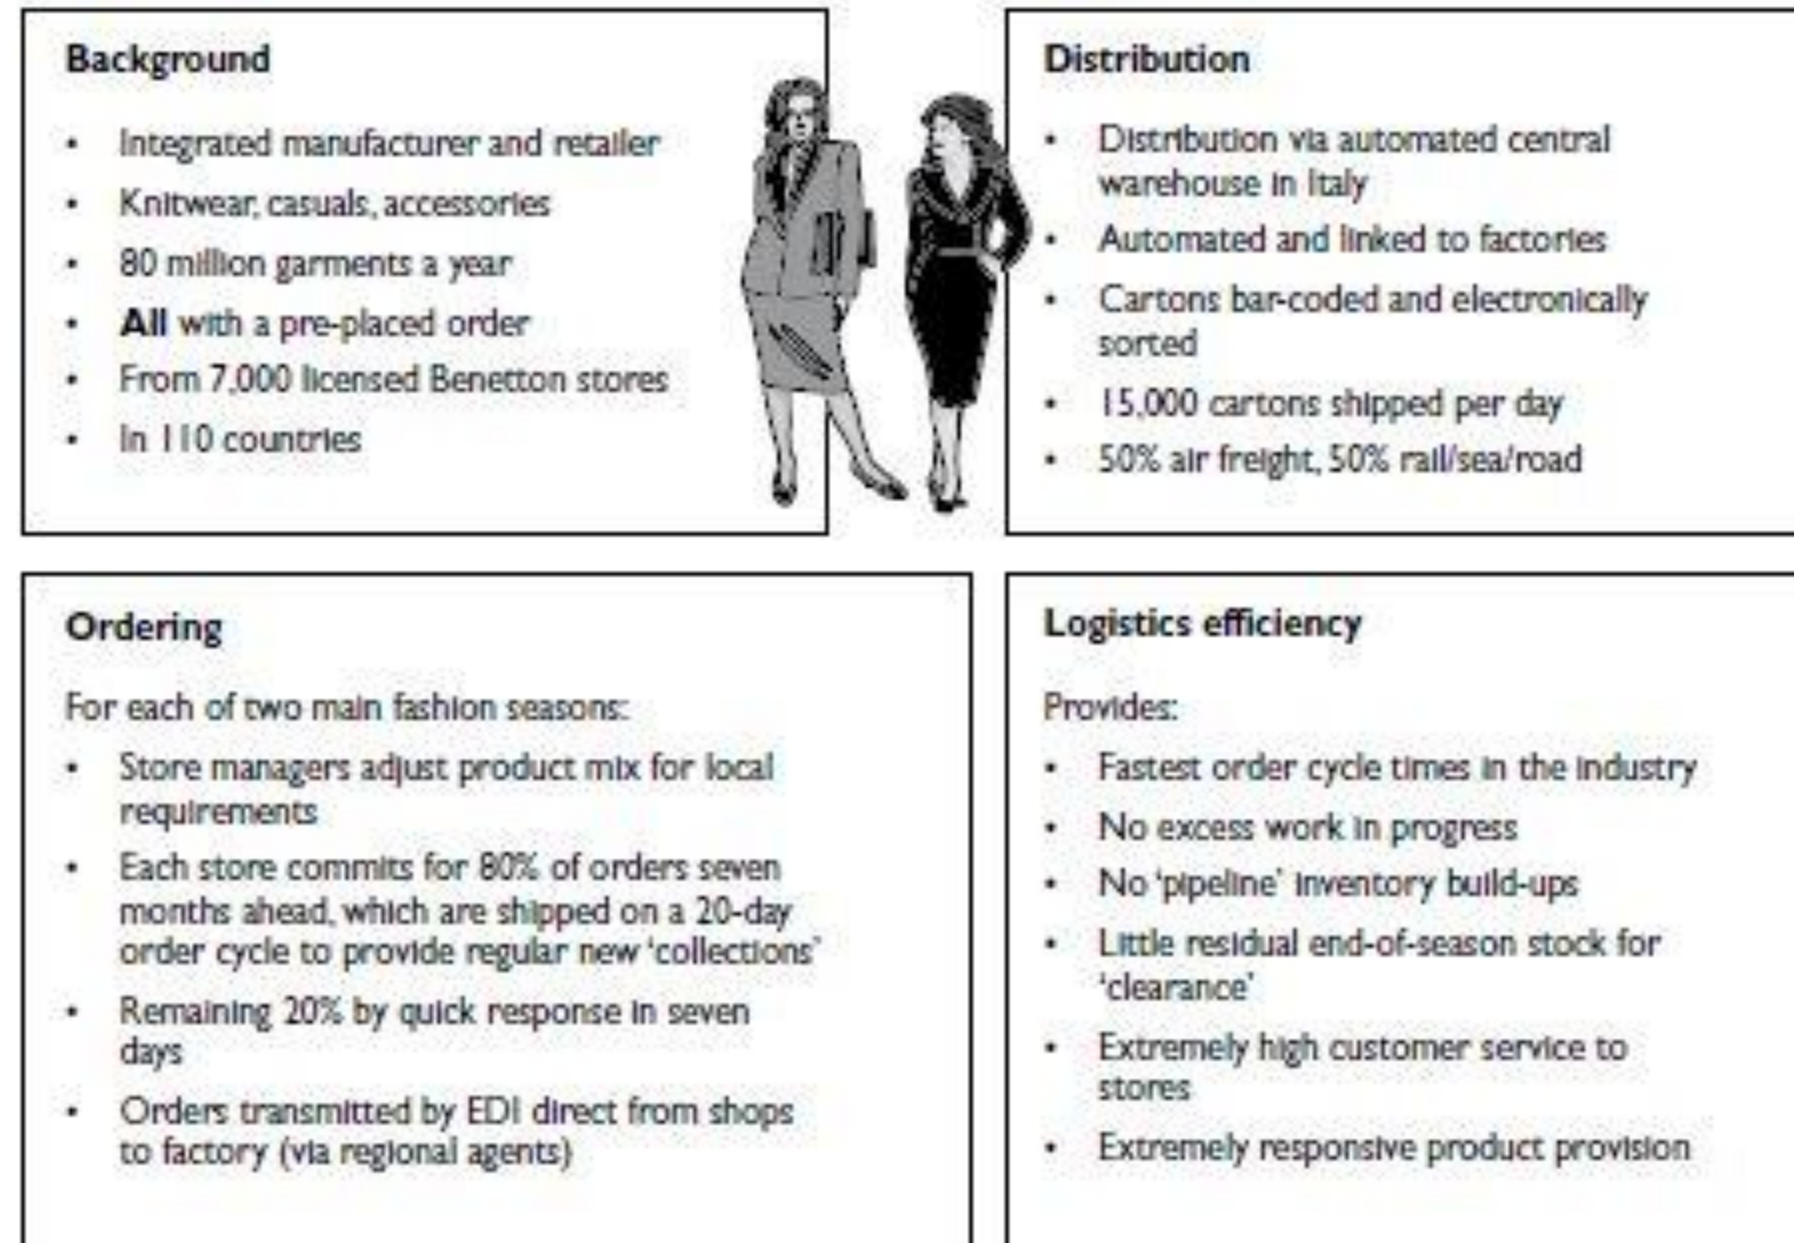 Background
• Integrated manufacturer and retailer
• Knitwear, casuals, accessories
• 80 million garments a year
• All with a pre-placed order
• From 7,000 licensed Benetton stores
• In 110 countries
Distribution
• Distribution via automated central
warehouse in Italy
• Automated and linked to factories
• Cartons bar-coded and electronically
sorted
• 15,000 cartons shipped per day
• 50% air freight, 50% rail/sea/road
Ordering
For each of two main fashion seasons:
• Store managers adjust product mix for local
requirements
• Each store commits for 80% of orders seven
months ahead, which are shipped on a 20-day
order cycle to provide regular new ‘collections’
• Remaining 20% by quick response in seven
days
• Orders transmitted by EDI direct from shops
to factory (via regional agents)
Logistics efficiency
Provides:
• Fastest order cycle times in the industry
• No excess work in progress
• No ‘pipeline’ inventory build-ups
• Little residual end-of-season stock for
‘clearance’
• Extremely high customer service to
stores
• Extremely responsive product provision